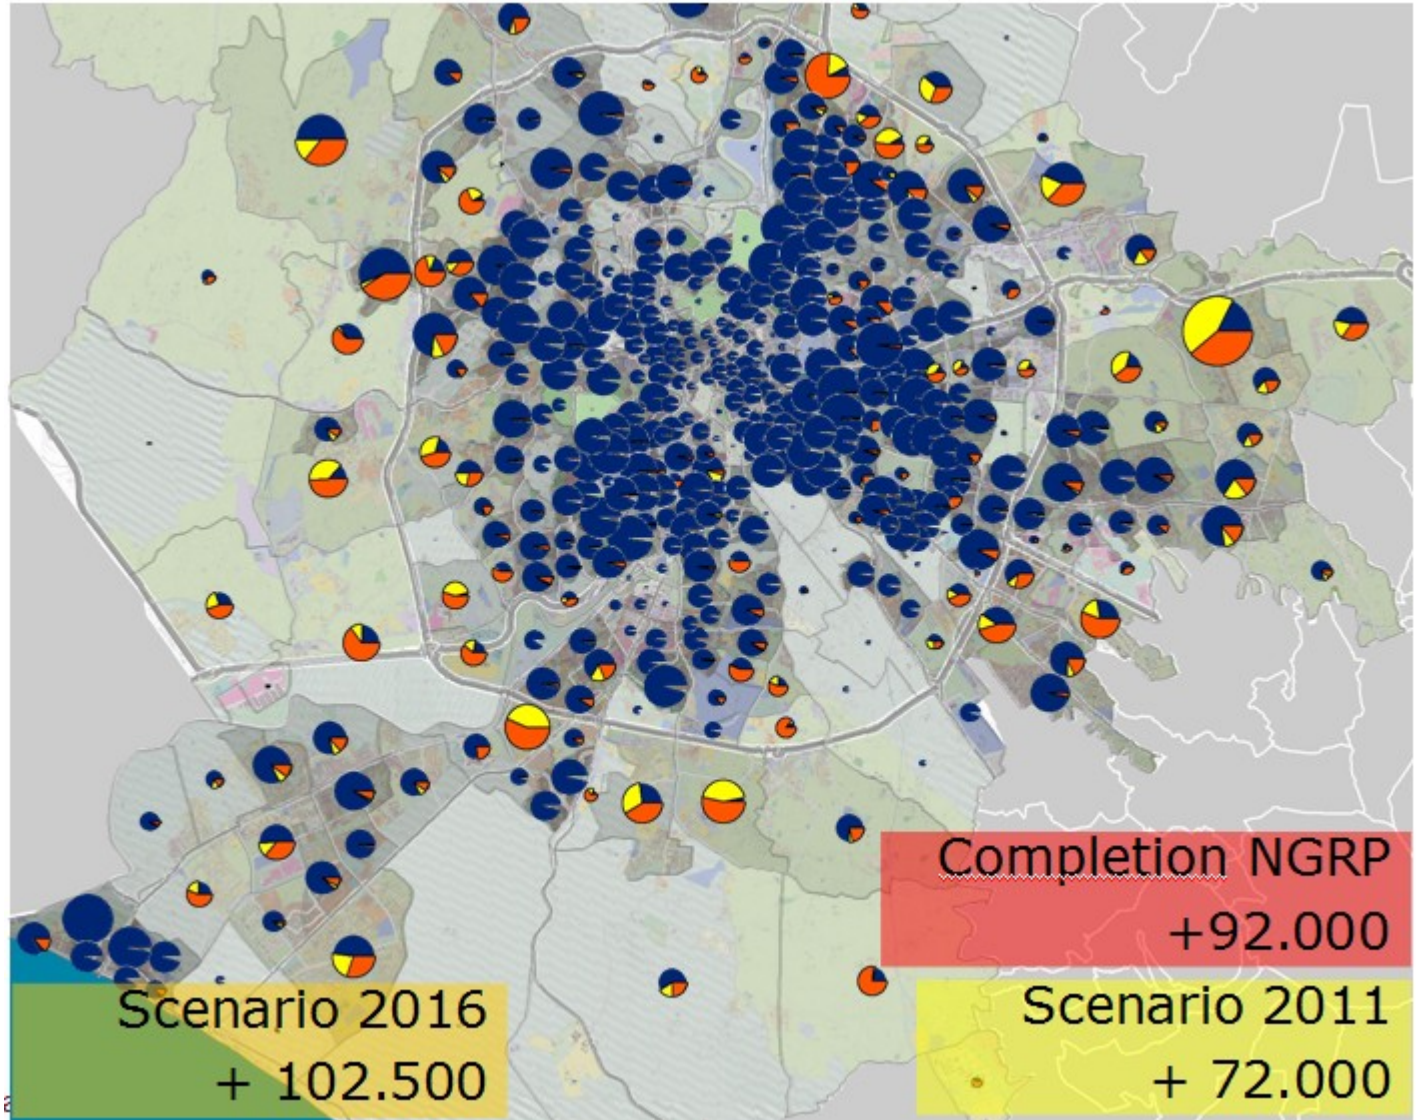 Completion NGRP
+92.000
Scenario 2016
+ 102.500
Scenario 2011
+ 72.000